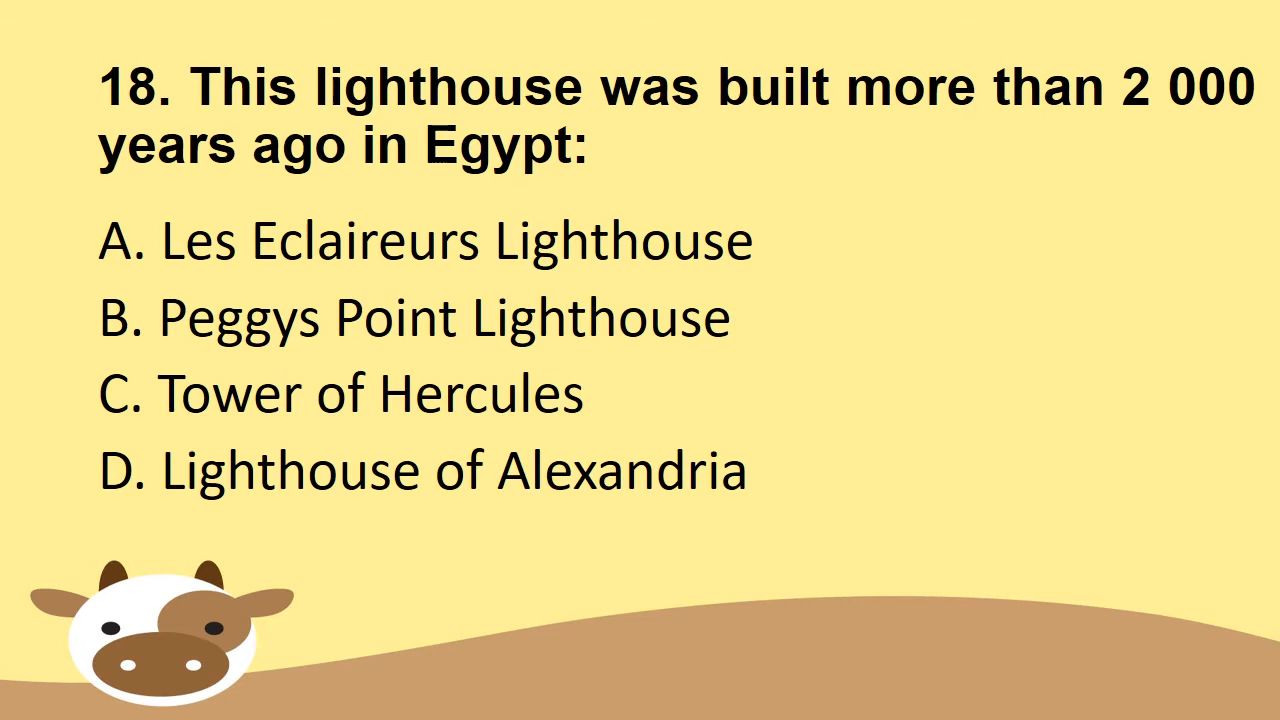 18. This lighthouse was built more than 2 000
years ago in Egypt:
A. Les Eclaireurs Lighthouse
B. Peggys Point Lighthouse
C. Tower of Hercules
D. Lighthouse of Alexandria